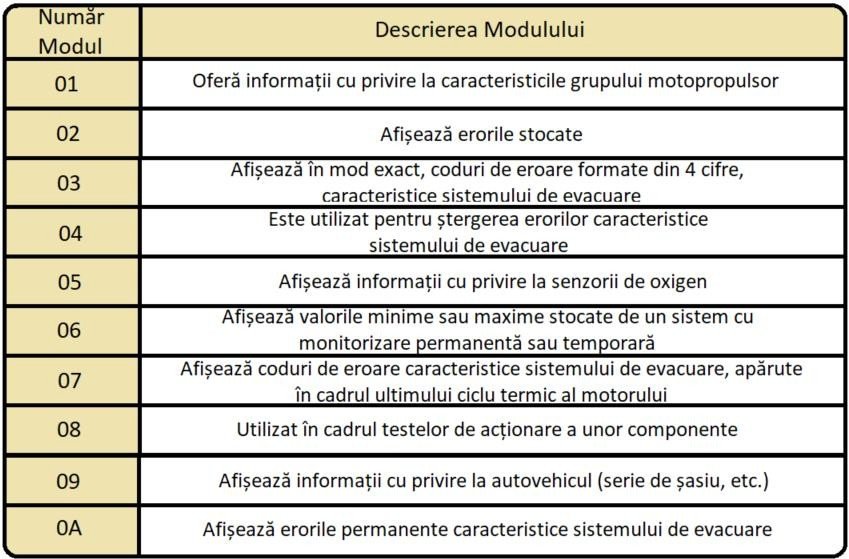 Număr
Modul
Descrierea Modulului
01
Oferă informații cu privire la caracteristicile grupului motopropulsor
02
Afișează erorile stocate
03
Afișează în mod exact, coduri de eroare formate din 4 cifre,
caracteristice sistemului de evacuare
04
Este utilizat pentru ștergerea erorilor caracteristice
sistemului de evacuare
05
Afișează informații cu privire la senzorii de oxigen
06
Afișează valorile minime sau maxime stocate de un sistem cu
monitorizare permanentă sau temporară
07
Afișează coduri de eroare caracteristice sistemului de evacuare, apărute
în cadrul ultimului ciclu termic al motorului
08
Utilizat în cadrul testelor de acționare a unor componente
09
Afișează informații cu privire la autovehicul (serie de șasiu, etc.)
0A
Afișează erorile permanente caracteristice sistemului de evacuare